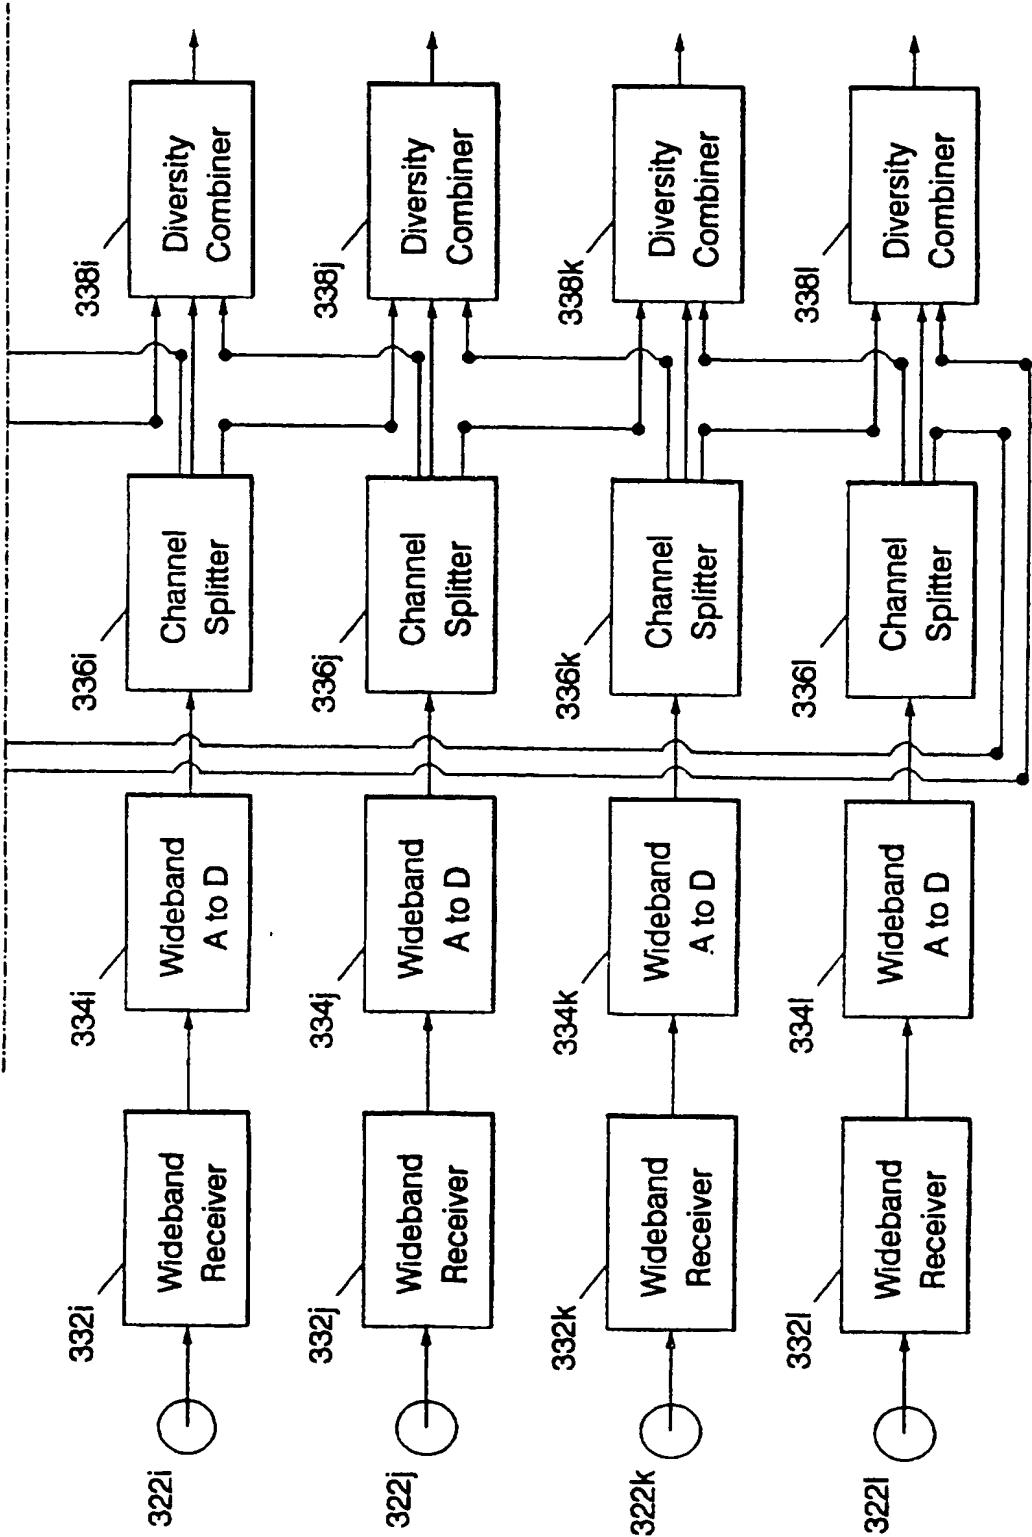 322i
332i
Wideband
Receiver
334i
Wideband
A to D
336i
Channel
Splitter
338i
Diversity
Combiner
322j
332j
Wideband
Receiver
334j
Wideband
A to D
336j
Channel
Splitter
338j
Diversity
Combiner
322k
332k
Wideband
Receiver
334k
Wideband
A to D
336k
Channel
Splitter
338k
Diversity
Combiner
322l
332l
Wideband
Receiver
334l
Wideband
A to D
336l
Channel
Splitter
338l
Diversity
Combiner